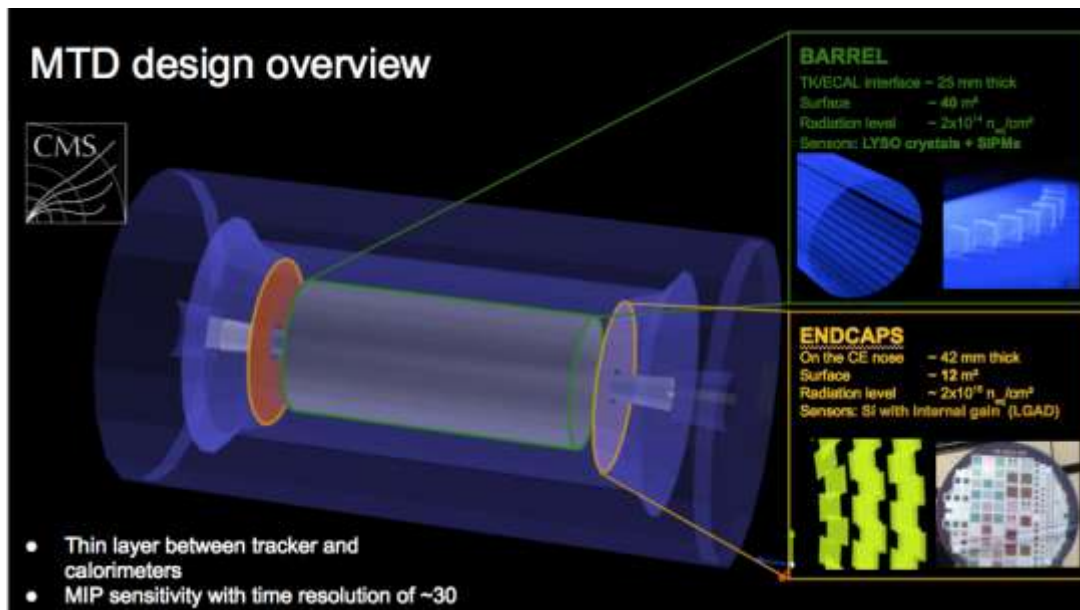 MTD design overview
CMS
BARREL
TK/ECAL interface ~ 25 mm thick
Surface ~ 40 m²
Radiation level ~ 2x10¹⁴ n_eq/cm²
Sensors: LYSO crystals + SiPMs
ENDCAPS
On the CE nose ~ 42 mm thick
Surface ~ 12 m²
Radiation level ~ 2x10¹⁵ n_eq/cm²
Sensors: Si with internal gain (LGAD)
● Thin layer between tracker and
calorimeters
● MIP sensitivity with time resolution of ~30